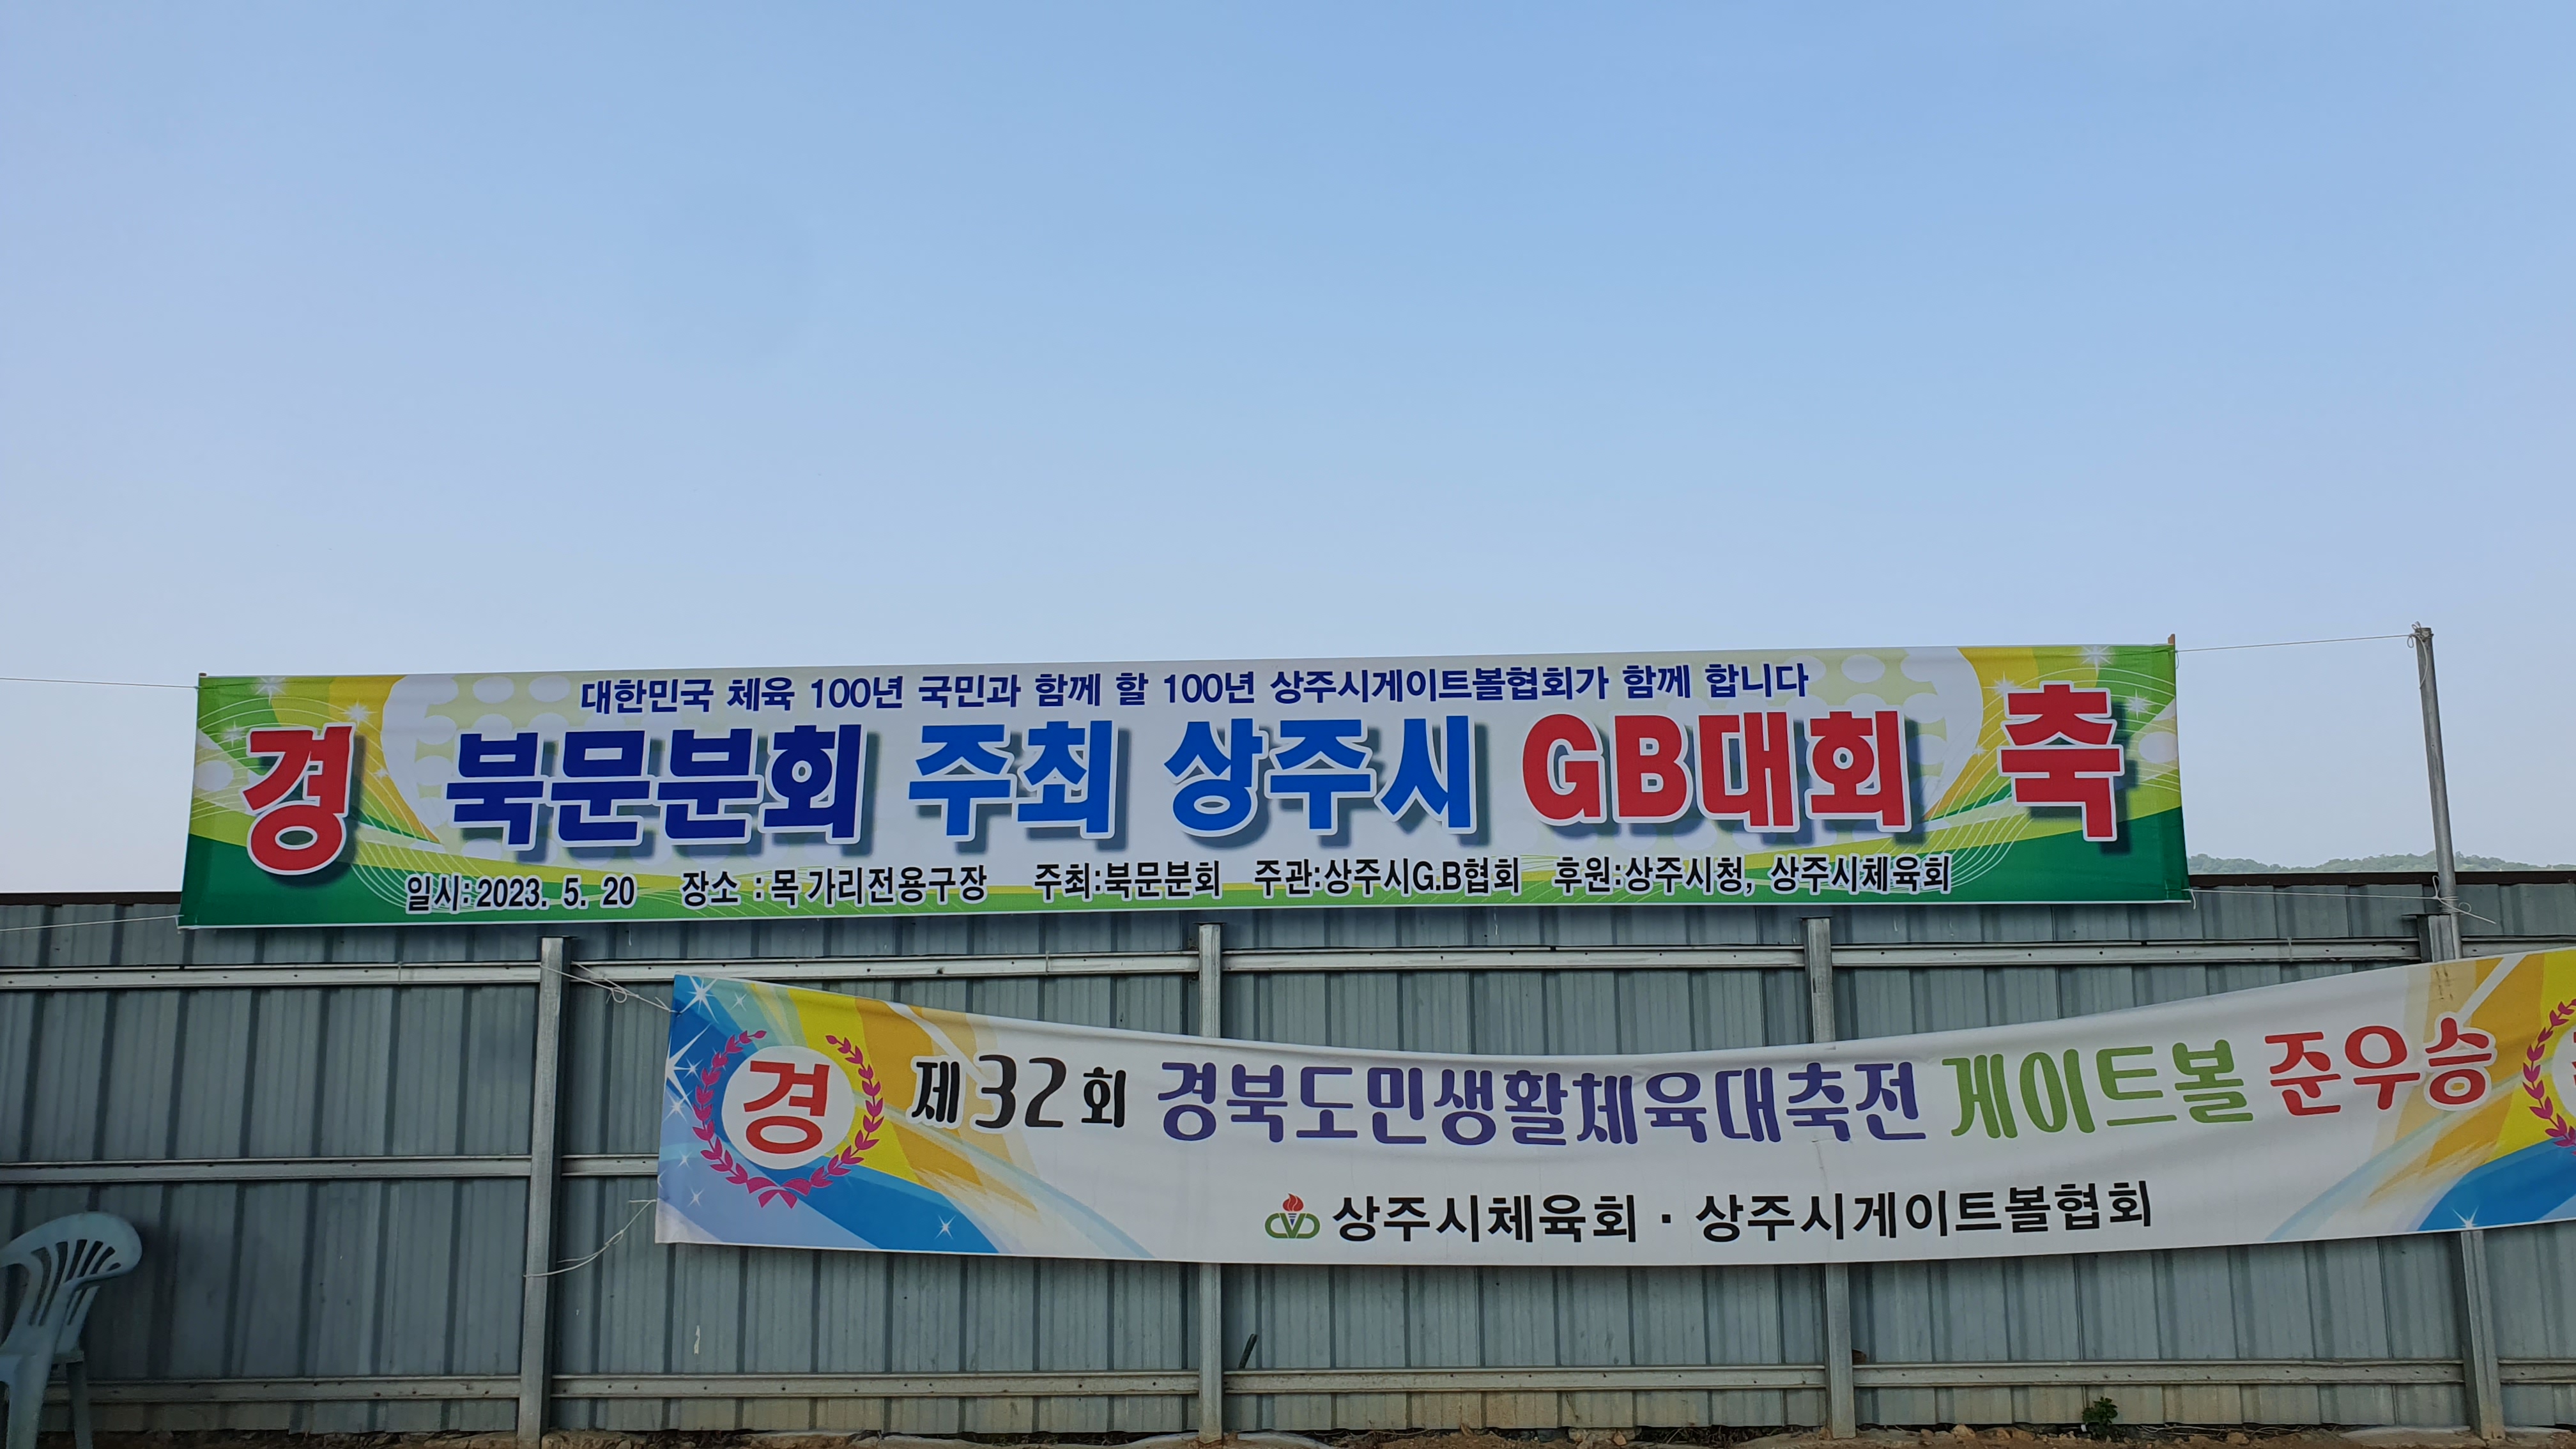 대한민국 체육 100년 국민과 함께 할 100년 상주시게이트볼협회가 함께 합니다
경 북문분회 주최 상주시 GB대회 축
일시:2023. 5. 20 장소 :목 가리전용구장 주최:북문분회 주관:상주시G.B협회 후원:상주시청, 상주시체육회
경 제32회 경북도민생활체육대축전 게이트볼 준우승
상주시체육회 · 상주시게이트볼협회